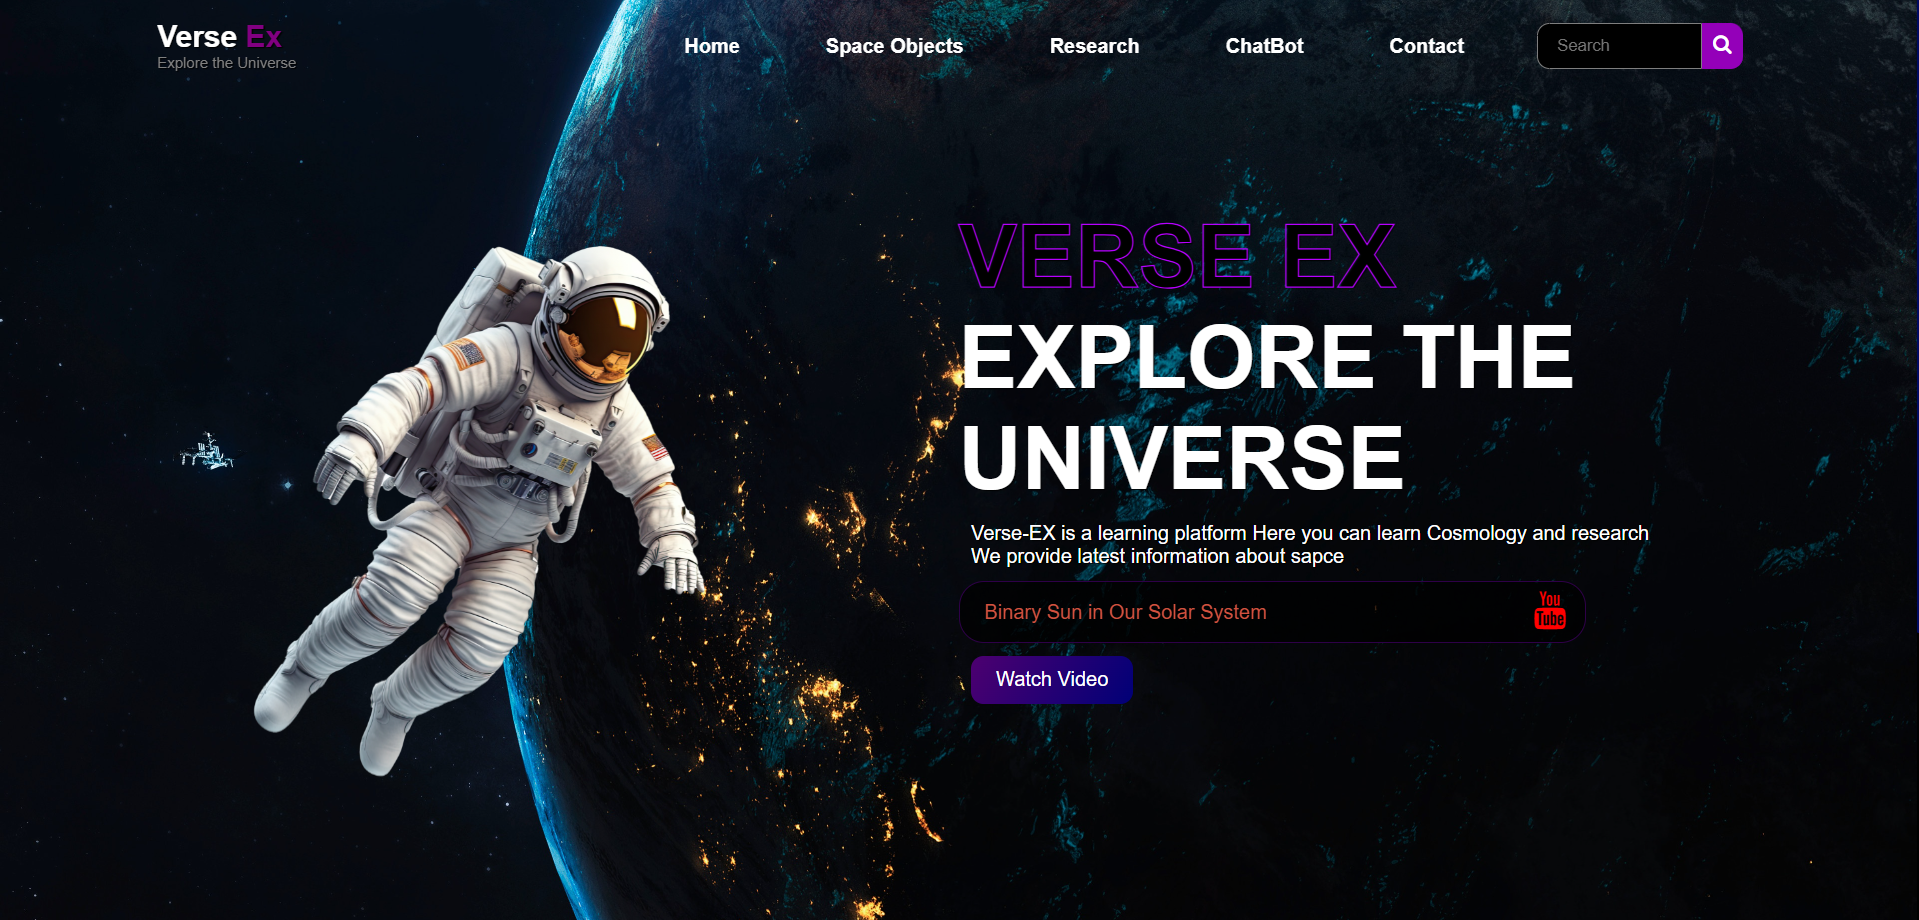 Verse Ex
Explore the Universe
Home
Space Objects
Research
ChatBot
Contact
Search
VERSE EX
EXPLORE THE
UNIVERSE
Verse-EX is a learning platform Here you can learn Cosmology and research
We provide latest information about sapce
Binary Sun in Our Solar System
You
Tube
Watch Video